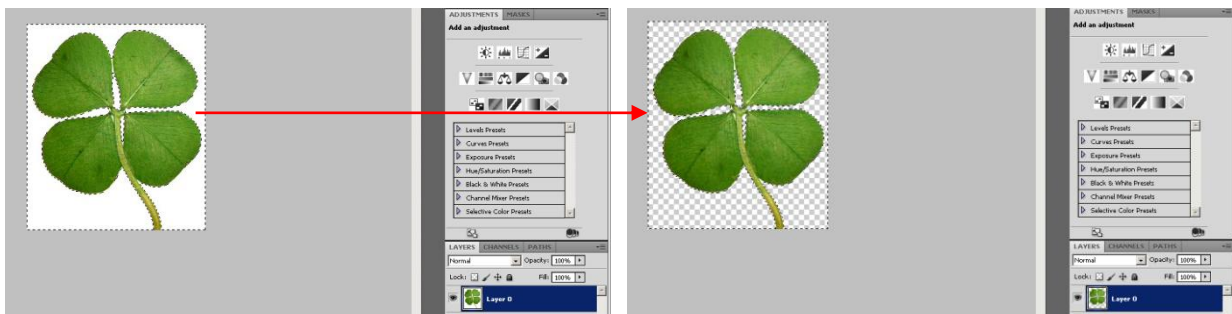 ADJUSTMENTS MASKS
Add an adjustment
Levels Presets
Curves Presets
Exposure Presets
Hue/Saturation Presets
Black & White Presets
Channel Mixer Presets
Selective Color Presets
LAYERS CHANNELS PATHS
Normal Opacity: 100%
Lock: Fill: 100%
Layer 0
ADJUSTMENTS MASKS
Add an adjustment
Levels Presets
Curves Presets
Exposure Presets
Hue/Saturation Presets
Black & White Presets
Channel Mixer Presets
Selective Color Presets
LAYERS CHANNELS PATHS
Normal Opacity: 100%
Lock: Fill: 100%
Layer 0